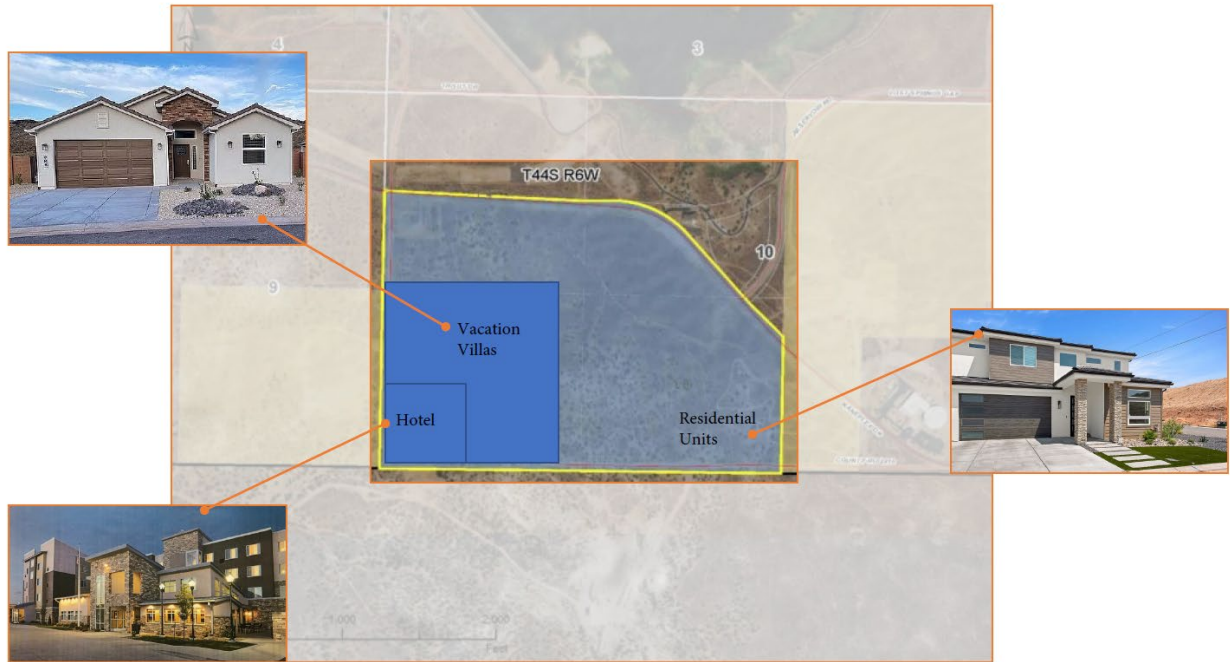 4
3
T44S R6W
10
9
Vacation
Villas
Hotel
Residential
Units
1,000
2,000
Feet